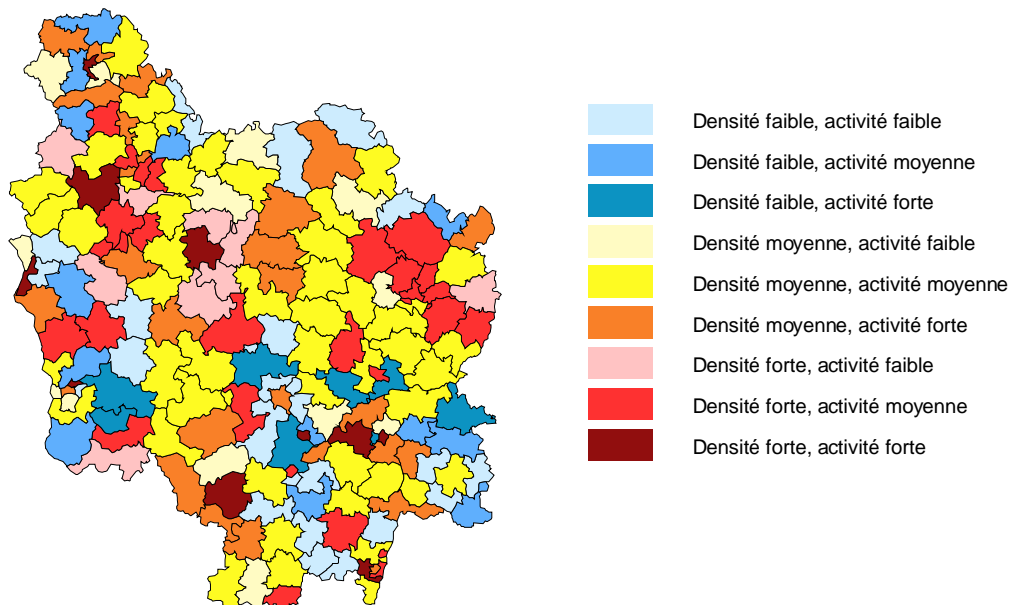 Densité faible, activité faible
Densité faible, activité moyenne
Densité faible, activité forte
Densité moyenne, activité faible
Densité moyenne, activité moyenne
Densité moyenne, activité forte
Densité forte, activité faible
Densité forte, activité moyenne
Densité forte, activité forte